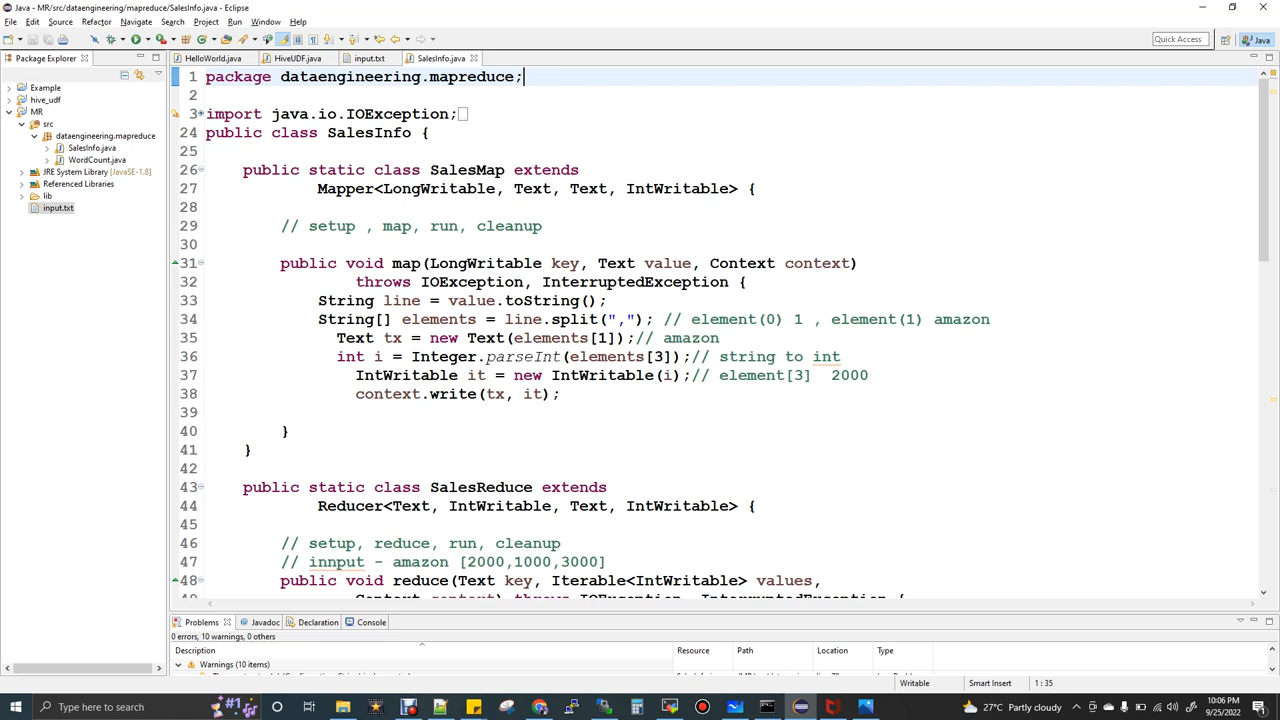 Java - MR/src/dataengineering/mapreduce/SalesInfo.java - Eclipse
File Edit Source Refactor Navigate Search Project Run Window Help
Quick Access
Java
Package Explorer
HelloWorld.java
HiveUDF.java
input.txt
SalesInfo.java
Example
hive_udf
MR
src
dataengineering.mapreduce
SalesInfo.java
WordCount.java
JRE System Library [JavaSE-1.8]
Referenced Libraries
lib
input.txt
1 package dataengineering.mapreduce;
2
3 import java.io.IOException;
24 public class SalesInfo {
25
26 public static class SalesMap extends
27 Mapper<LongWritable, Text, Text, IntWritable> {
28
29 // setup , map, run, cleanup
30
31 public void map(LongWritable key, Text value, Context context)
32 throws IOException, InterruptedException {
33 String line = value.toString();
34 String[] elements = line.split(","); // element(0) 1 , element(1) amazon
35 Text tx = new Text(elements[1]);// amazon
36 int i = Integer.parseInt(elements[3]);// string to int
37 IntWritable it = new IntWritable(i);// element[3] 2000
38 context.write(tx, it);
39
40 }
41 }
42
43 public static class SalesReduce extends
44 Reducer<Text, IntWritable, Text, IntWritable> {
45
46 // setup, reduce, run, cleanup
47 // innput - amazon [2000,1000,3000]
48 public void reduce(Text key, Iterable<IntWritable> values,
Context context) throws IOException, InterruptedException {
Problems
Javadoc
Declaration
Console
0 errors, 10 warnings, 0 others
Description Resource Path Location Type
Warnings (10 items)
Writable Smart Insert 1 : 35
Type here to search
#1
27°C Partly cloudy
10:06 PM
9/25/2022